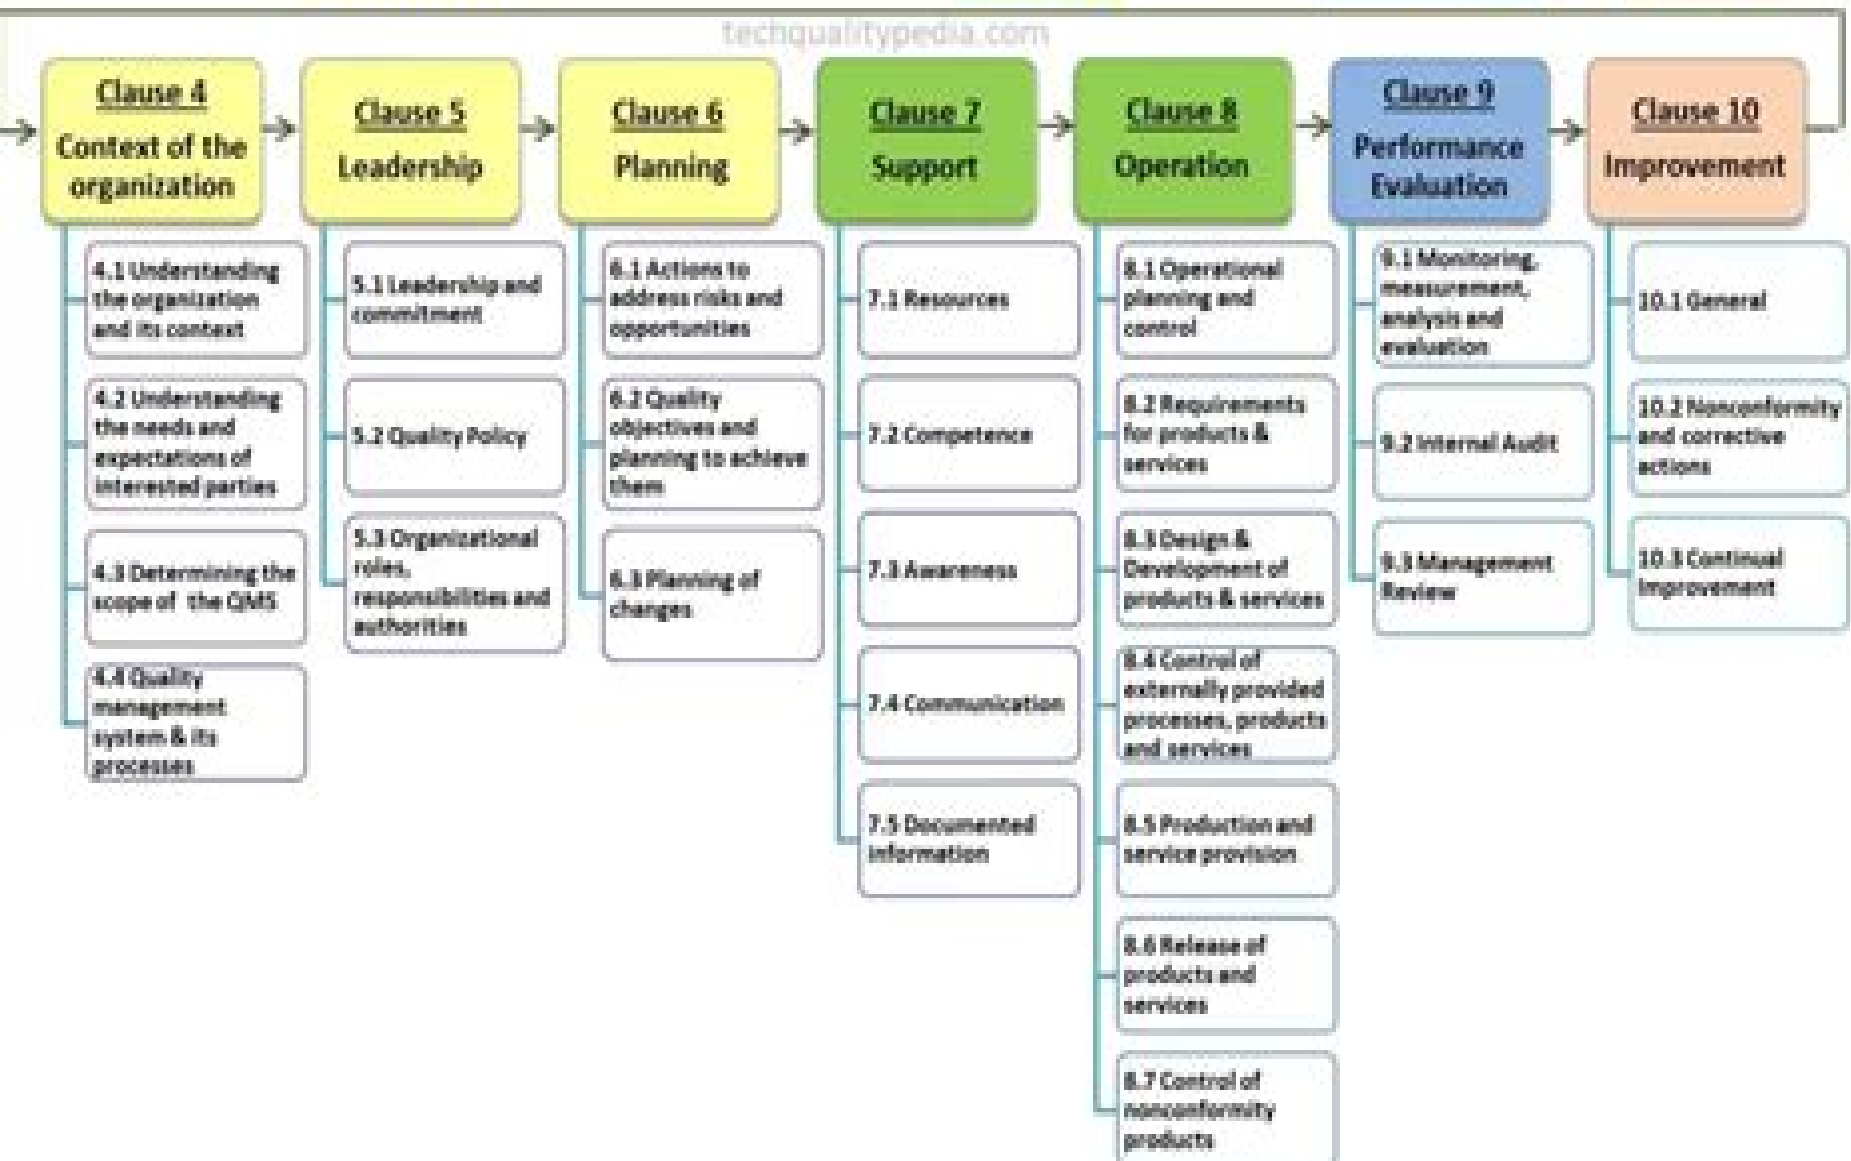 techqualitypedia.com
Clause 4
Context of the
organization
4.1 Understanding
the organization
and its context
4.2 Understanding
the needs and
expectations of
interested parties
4.3 Determining the
scope of the QMS
4.4 Quality
management
system & its
processes
Clause 5
Leadership
5.1 Leadership and
commitment
5.2 Quality Policy
5.3 Organizational
roles,
responsibilities and
authorities
Clause 6
Planning
6.1 Actions to
address risks and
opportunities
6.2 Quality
objectives and
planning to achieve
them
6.3 Planning of
changes
Clause 7
Support
7.1 Resources
7.2 Competence
7.3 Awareness
7.4 Communication
7.5 Documented
information
Clause 8
Operation
8.1 Operational
planning and
control
8.2 Requirements
for products &
services
8.3 Design &
Development of
products & services
8.4 Control of
externally provided
processes, products
and services
8.5 Production and
service provision
8.6 Release of
products and
services
8.7 Control of
nonconformity
products
Clause 9
Performance
Evaluation
9.1 Monitoring,
measurement,
analysis and
evaluation
9.2 Internal Audit
9.3 Management
Review
Clause 10
Improvement
10.1 General
10.2 Nonconformity
and corrective
actions
10.3 Continual
Improvement